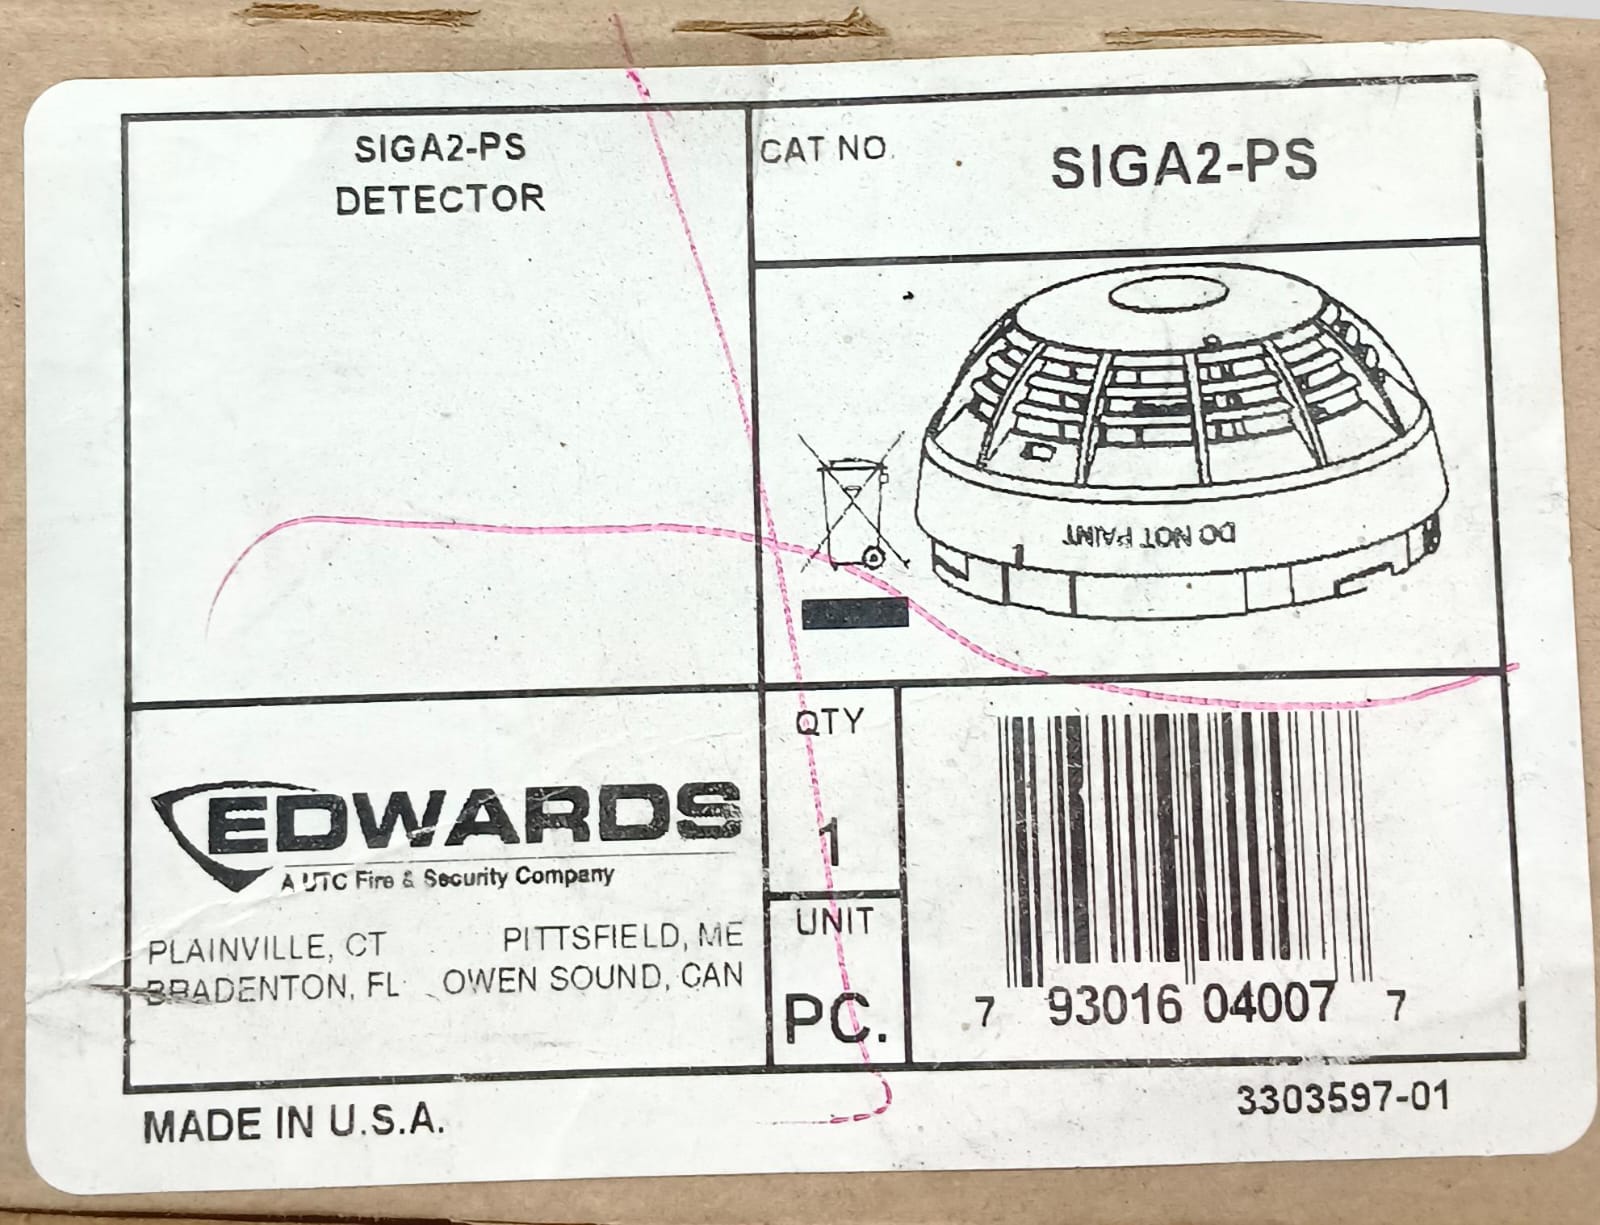 SIGA2-PS
DETECTOR
CAT NO.
SIGA2-PS
DO NOT PAINT
EDWARDS
A UTC Fire & Security Company
PLAINVILLE, CT PITTSFIELD, ME
BRADENTON, FL OWEN SOUND, CAN
QTY
1
UNIT
PC.
7 93016 04007 7
MADE IN U.S.A.
3303597-01